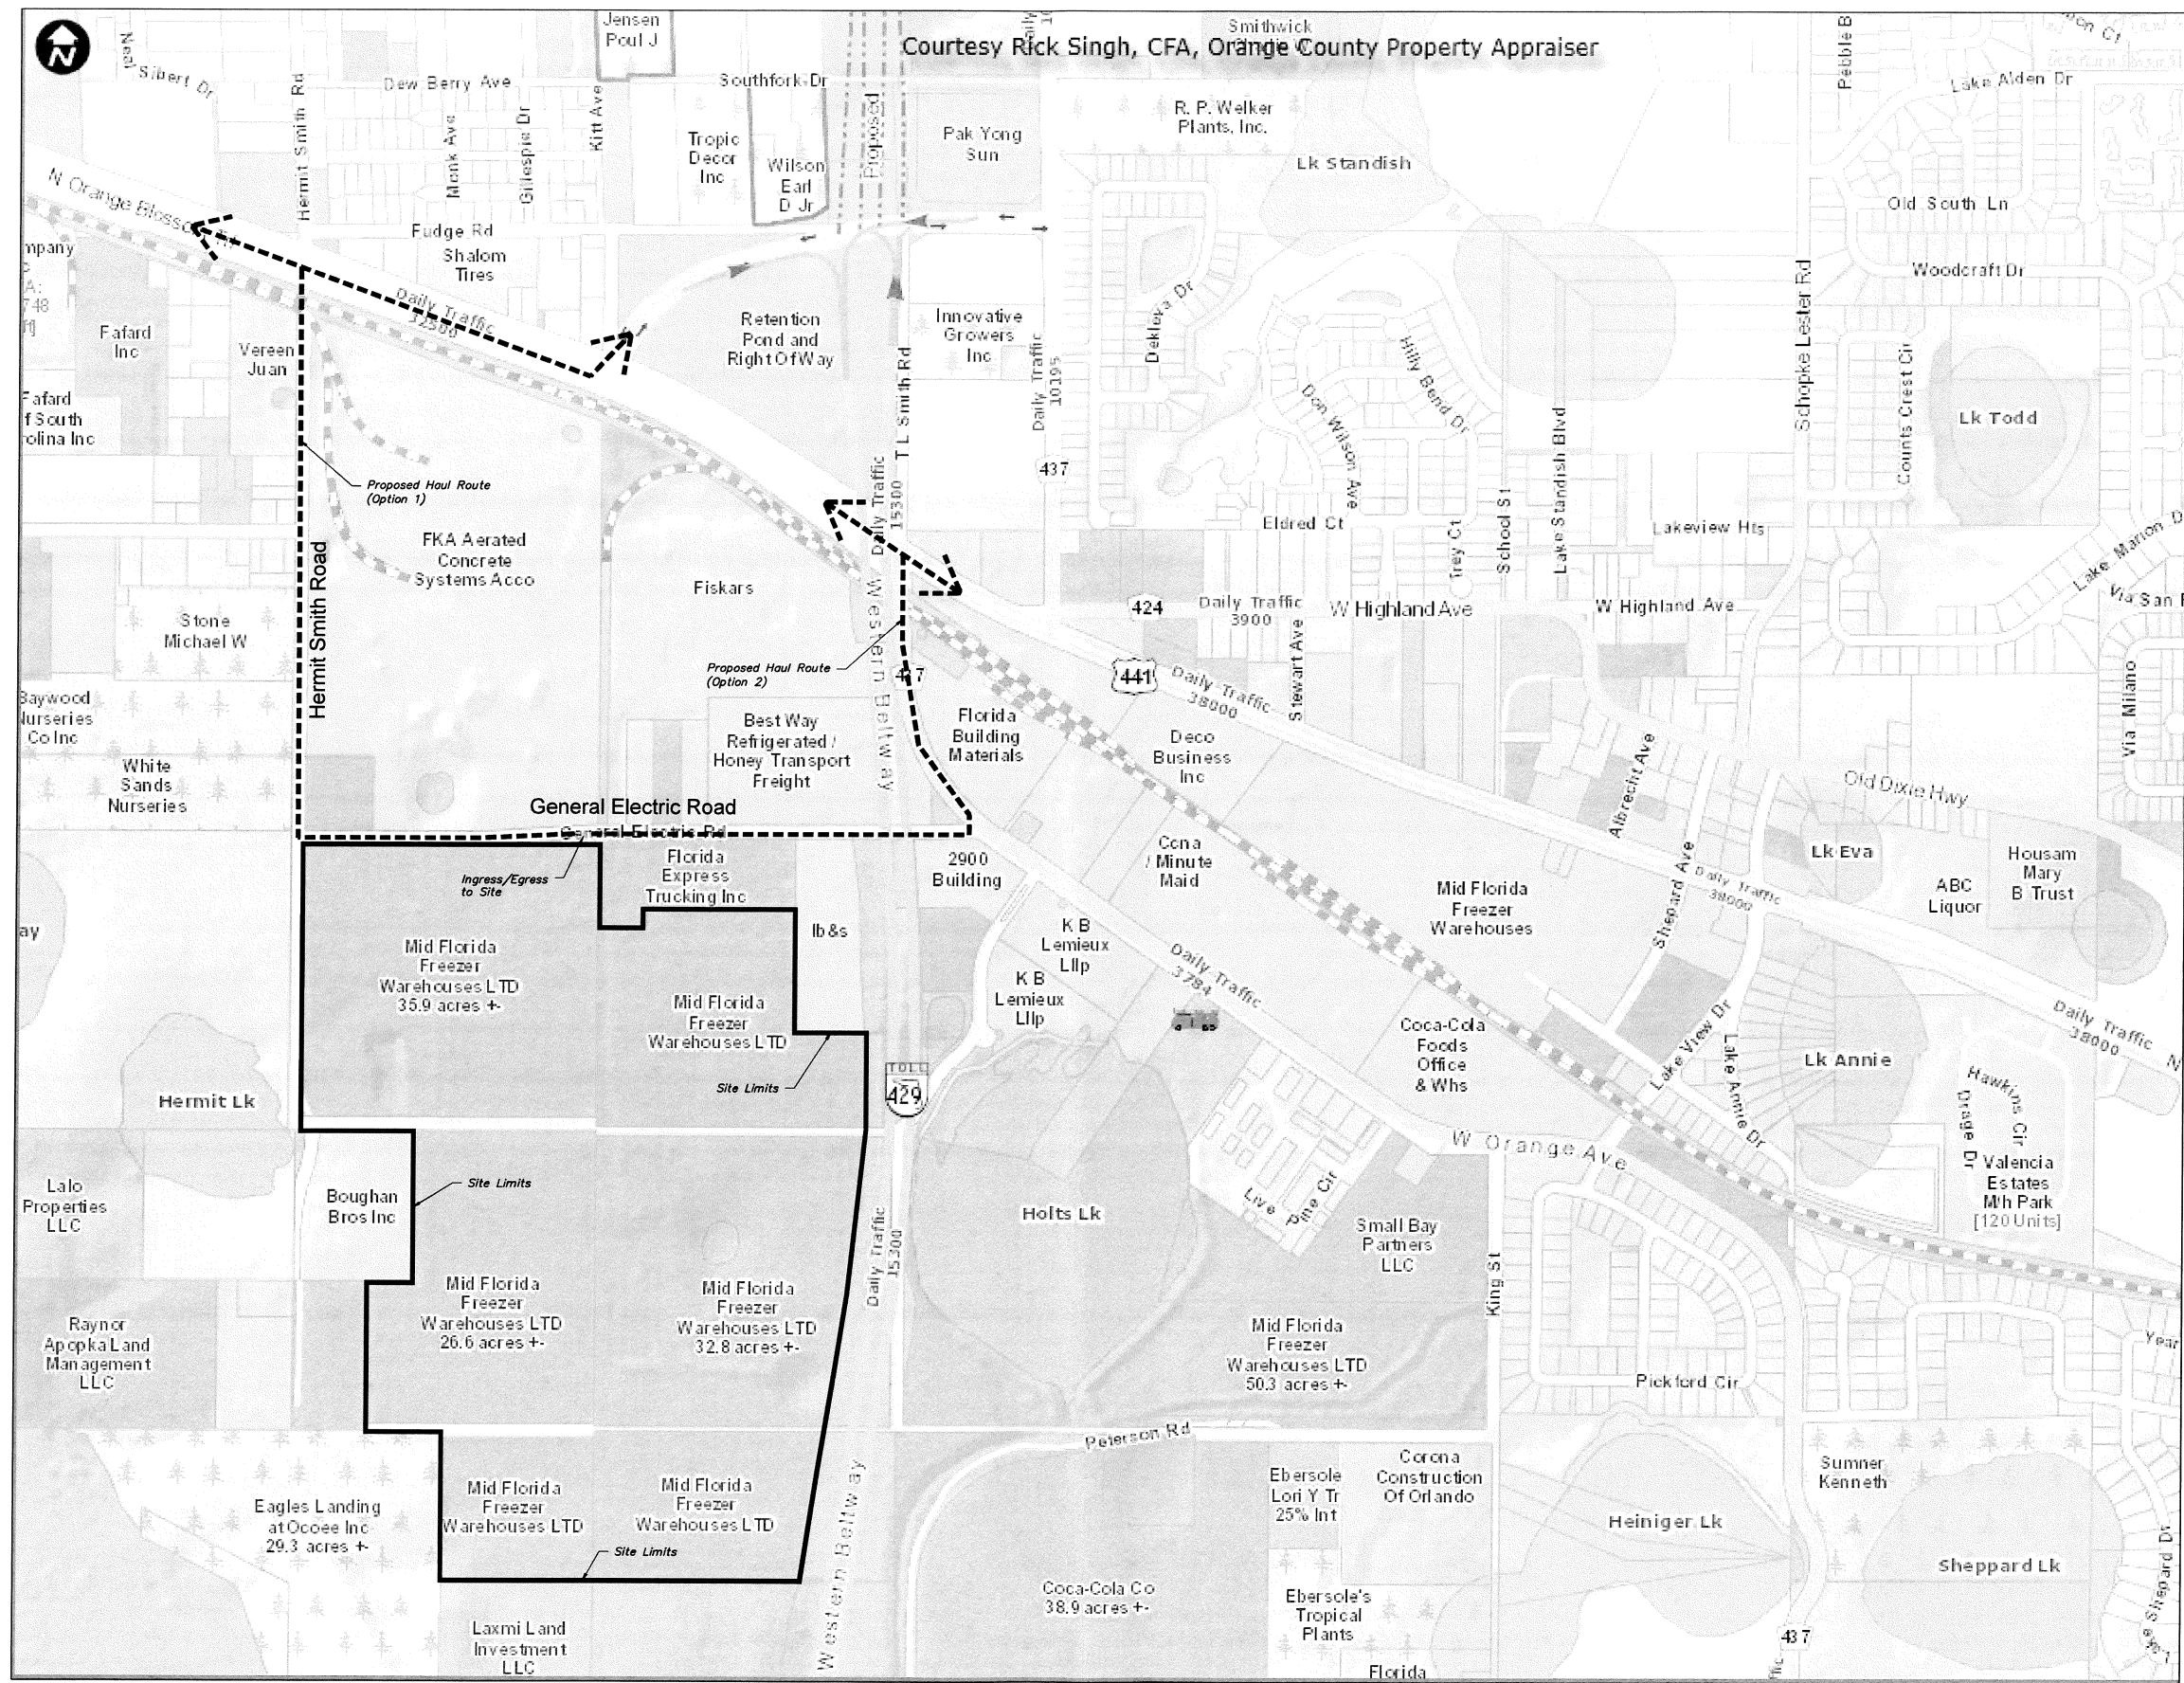 N
Courtesy Rick Singh, CFA, Orange County Property Appraiser
Jensen
Poul J
Smithwick
Neal
Sibert Dr
Hermit Smith Rd
Dew Berry Ave
Monk Ave
Gillespie Dr
Kitt Ave
Southfork Dr
Tropic
Decor
Inc
Wilson
Earl
D Jr
Proposed
Pak Yong
Sun
R. P. Welker
Plants, Inc.
Lk Standish
Lake Alden Dr
Old South Ln
Woodcraft Dr
Schopke Lester Rd
N Orange Blosso
Fudge Rd
Shalom
Tires
Daily Traffic
32500
mpany
A:
748
Fafard
Inc
Vereen
Juan
Retention
Pond and
Right Of Way
Innovative
Growers
Inc
T L Smith Rd
Daily Traffic
15300
Daily Traffic
10195
437
Dekleva Dr
Hilly Bend Dr
Don Wilson Ave
Counts Crest Cir
Lk Todd
Fafard
f South
rolina Inc
Proposed Haul Route
(Option 1)
FKA Aerated
Concrete
Systems Acco
Hermit Smith Road
Fiskars
Eldred Ct
Trey Ct
School St
Lake Standish Blvd
Lakeview Hts
Lake Marion D
Via San
Via Milano
424
Daily Traffic
3900
W Highland Ave
W Highland Ave
Stewart Ave
441
Daily Traffic
38000
Stone
Michael W
Proposed Haul Route
(Option 2)
437
Western Beltway
Baywood
Nurseries
Co Inc
White
Sands
Nurseries
Best Way
Refrigerated /
Honey Transport
Freight
Florida
Building
Materials
Deco
Business
Inc
Albrecht Ave
Old Dixie Hwy
General Electric Road
General Electric Rd
Florida
Express
Trucking Inc
Ingress/Egress
to Site
2900
Building
Ccna
/ Minute
Maid
Mid Florida
Freezer
Warehouses
Shepard Ave
Daily Traffic
38000
Lk Eva
ABC
Liquor
Housam
Mary
B Trust
ay
Mid Florida
Freezer
Warehouses LTD
35.9 acres +-
Mid Florida
Freezer
Warehouses LTD
lb&s
K B
Lemieux
Lllp
K B
Lemieux
Lllp
Daily Traffic
3784
Coca-Cola
Foods
Office
& Whs
Lake View Dr
Lake Annie Dr
Lk Annie
Daily Traffic
38000
N
Hawkins Cir
Drage Dr
Site Limits
TOLL
429
Hermit Lk
W Orange Ave
Valencia
Estates
M/h Park
[120 Units]
Lalo
Properties
LLC
Boughan
Bros Inc
Site Limits
Holts Lk
Live Pine Cir
Small Bay
Partners
LLC
King St
Daily Traffic
15300
Raynor
Apopka Land
Management
LLC
Mid Florida
Freezer
Warehouses LTD
26.6 acres +-
Mid Florida
Freezer
Warehouses LTD
32.8 acres +-
Mid Florida
Freezer
Warehouses LTD
50.3 acres +-
Pickford Cir
Year
Peterson Rd
Eagles Landing
at Ocoee Inc
29.3 acres +-
Mid Florida
Freezer
Warehouses LTD
Mid Florida
Freezer
Warehouses LTD
Site Limits
Western Beltway
Ebersole
Lori Y Tr
25% Int
Corona
Construction
Of Orlando
Sumner
Kenneth
Heiniger Lk
Sheppard Lk
Lake Shepard Dr
Coca-Cola Co
38.9 acres +-
Ebersole's
Tropical
Plants
Laxmi Land
Investment
LLC
437
Florida